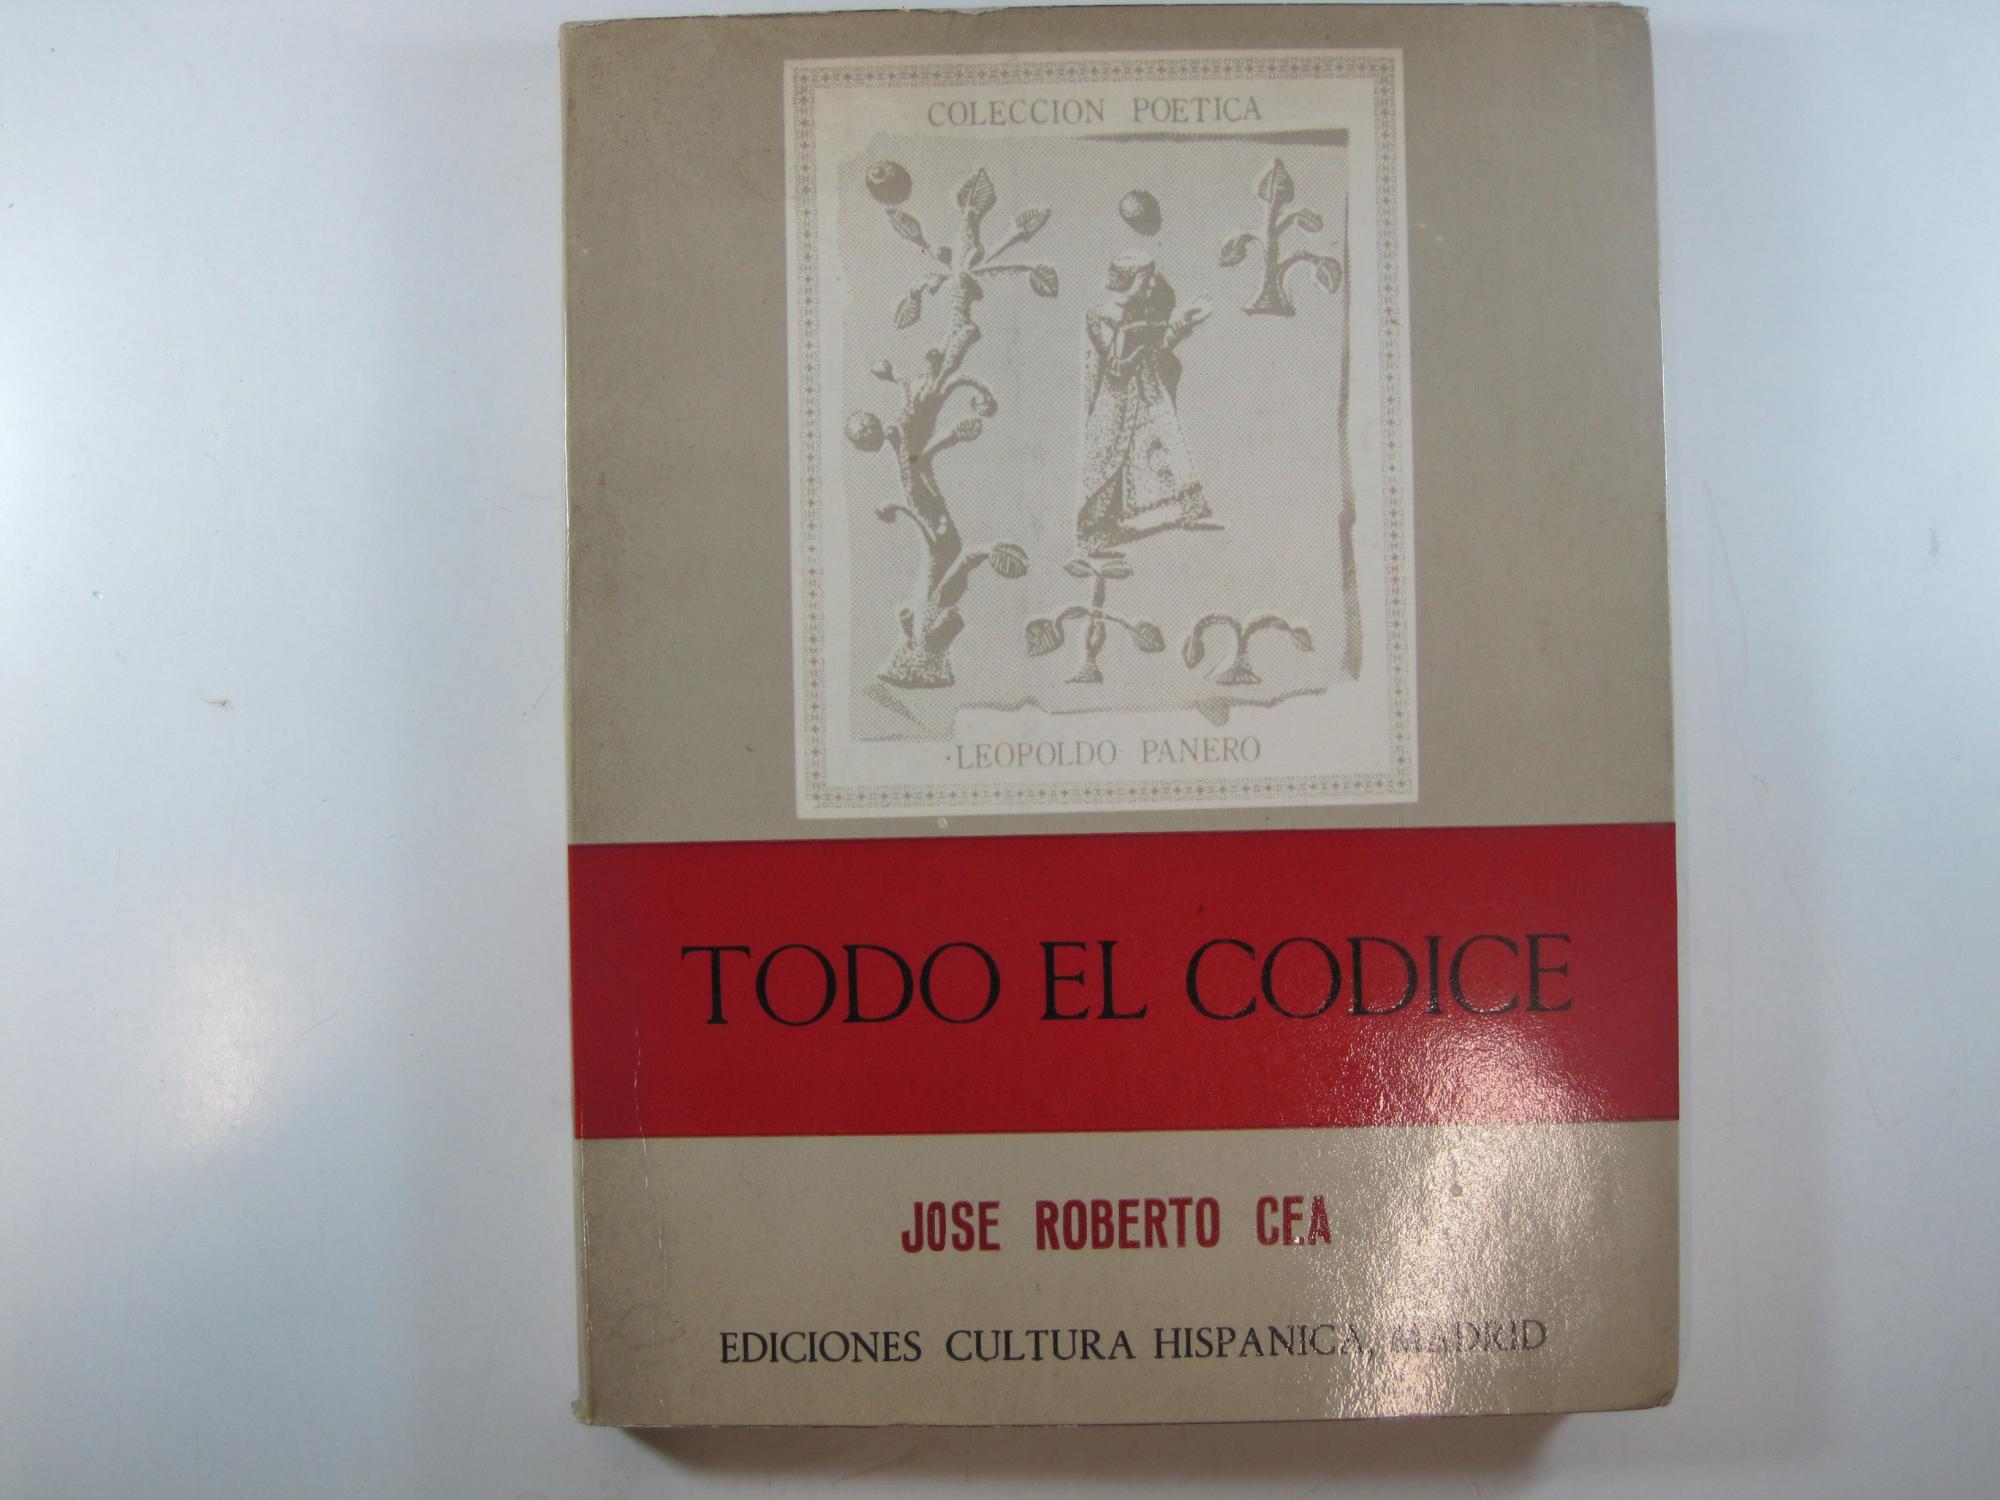 COLECCION POETICA
LEOPOLDO PANERO
TODO EL CODICE
JOSE ROBERTO CEA
EDICIONES CULTURA HISPANICA, MADRID